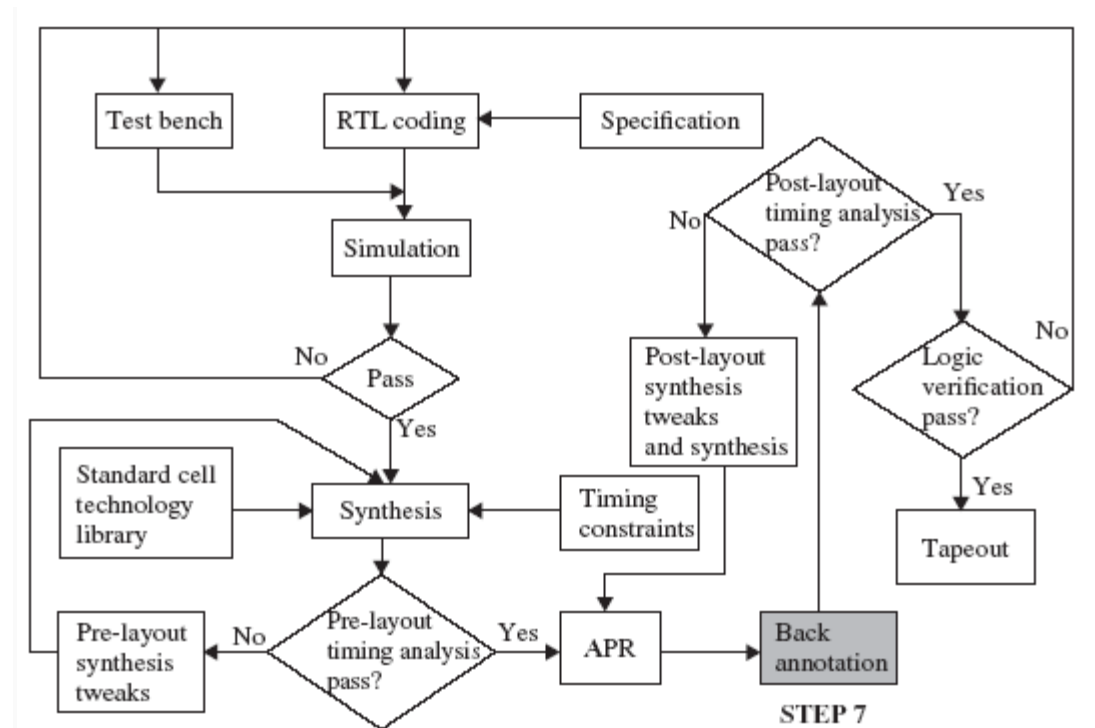 Test bench
RTL coding
Specification
Post-layout
timing analysis
pass?
Yes
No
Simulation
No
Pass
Yes
Post-layout
synthesis
tweaks
and synthesis
Logic
verification
pass?
No
Yes
Standard cell
technology
library
Synthesis
Timing
constraints
Tapeout
Pre-layout
synthesis
tweaks
No
Pre-layout
timing analysis
pass?
Yes
APR
Back
annotation
STEP 7